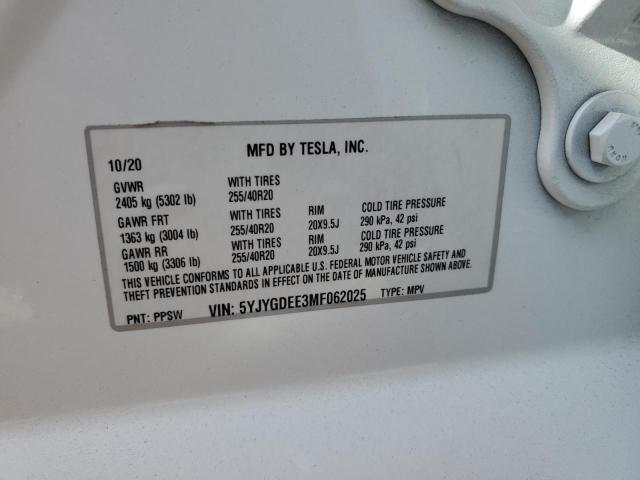 MFD BY TESLA, INC.
10/20
GVWR WITH TIRES
2405 kg (5302 lb) 255/40R20
GAWR FRT WITH TIRES RIM COLD TIRE PRESSURE
1363 kg (3004 lb) 255/40R20 20X9.5J 290 kPa, 42 psi
GAWR RR WITH TIRES RIM COLD TIRE PRESSURE
1500 kg (3306 lb) 255/40R20 20X9.5J 290 kPa, 42 psi
THIS VEHICLE CONFORMS TO ALL APPLICABLE U.S. FEDERAL MOTOR VEHICLE SAFETY AND
THEFT PREVENTION STANDARDS IN EFFECT ON THE DATE OF MANUFACTURE SHOWN ABOVE.
PNT: PPSW VIN: 5YJYGDEE3MF062025 TYPE: MPV